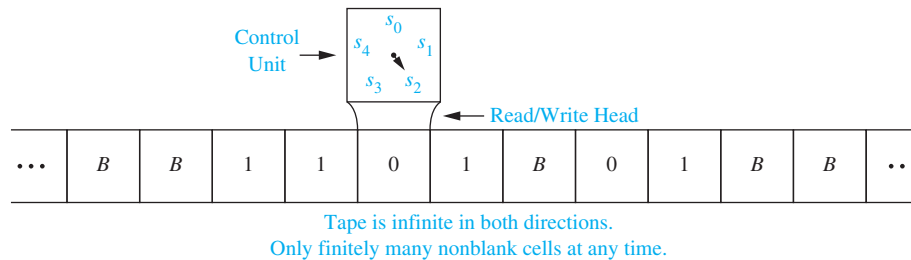 s0
Control
Unit
s4
s1
s3
s2
Read/Write Head
... B B 1 1 0 1 B 0 1 B B ..
Tape is infinite in both directions.
Only finitely many nonblank cells at any time.